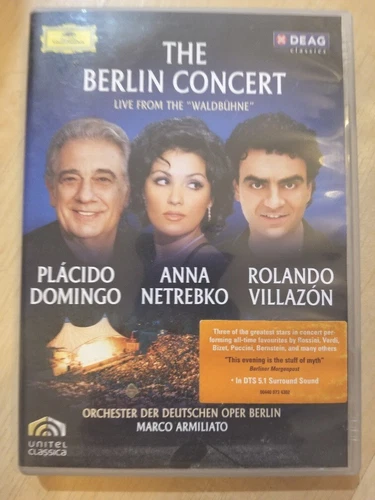 THE
BERLIN CONCERT
LIVE FROM THE "WALDBÜHNE"
DEAG
classics
PLÁCIDO
DOMINGO
ANNA
NETREBKO
ROLANDO
VILLAZÓN
Three of the greatest stars in concert per-
forming all-time favourites by Rossini, Verdi,
Bizet, Puccini, Bernstein, and many others
"This evening is the stuff of myth"
Berliner Morgenpost
• In DTS 5.1 Surround Sound
ORCHESTER DER DEUTSCHEN OPER BERLIN
MARCO ARMILIATO
UNITEL
CLASSICA